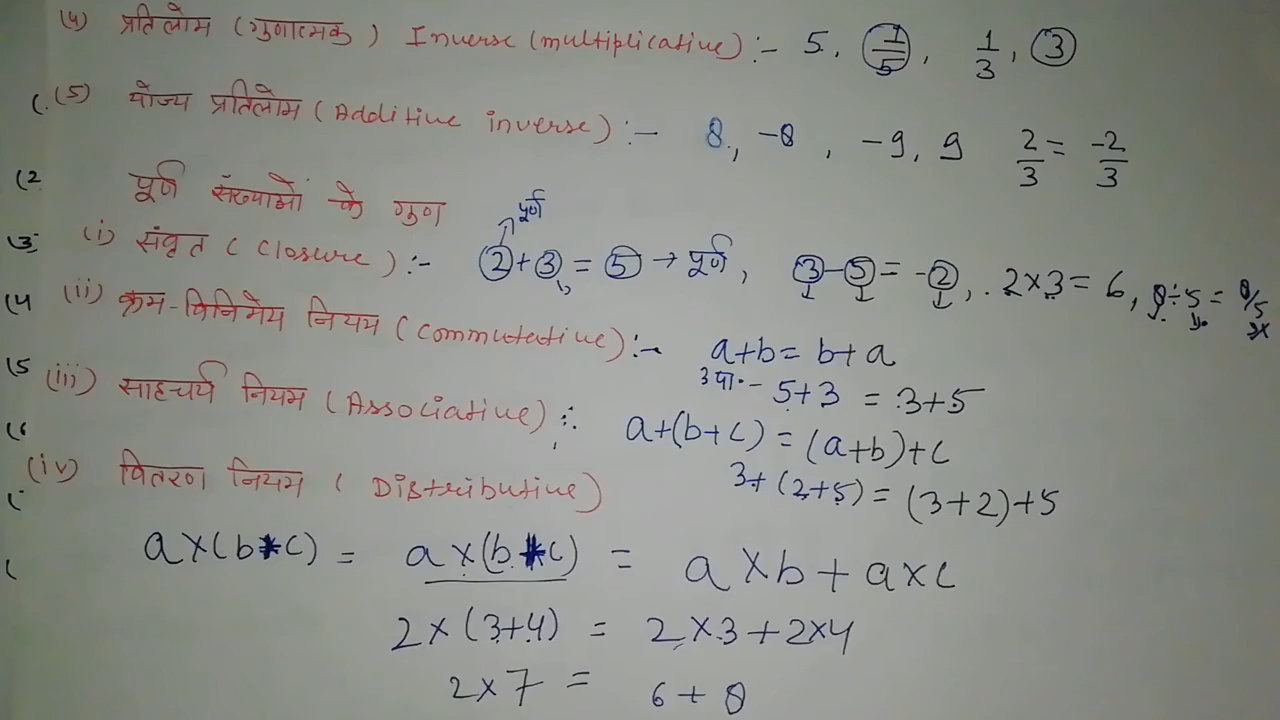 (4) प्रतिलोम (गुणात्मक) Inverse (multiplicative) :- 5, 1/5, 1/3, 3
(5) योज्य प्रतिलोम (Additive inverse) :- 8, -8, -9, 9 2/3 = -2/3
पूर्ण संख्याओं के गुण
(i) संवृत (Closure) :- 2+3 = 5 → पूर्ण, 3-5 = -2, 2×3 = 6, 8÷5 = 8/5
पूर्ण
(ii) क्रम-विनिमेय नियम (Commutative) :- a+b = b+a
5+3 = 3+5
(iii) साहचर्य नियम (Associative) :- a+(b+c) = (a+b)+c
3+(2+5) = (3+2)+5
(iv) वितरण नियम (Distributive)
a×(b+c) = a×(b+c) = a×b+a×c
2×(3+4) = 2×3+2×4
2×7 = 6+8